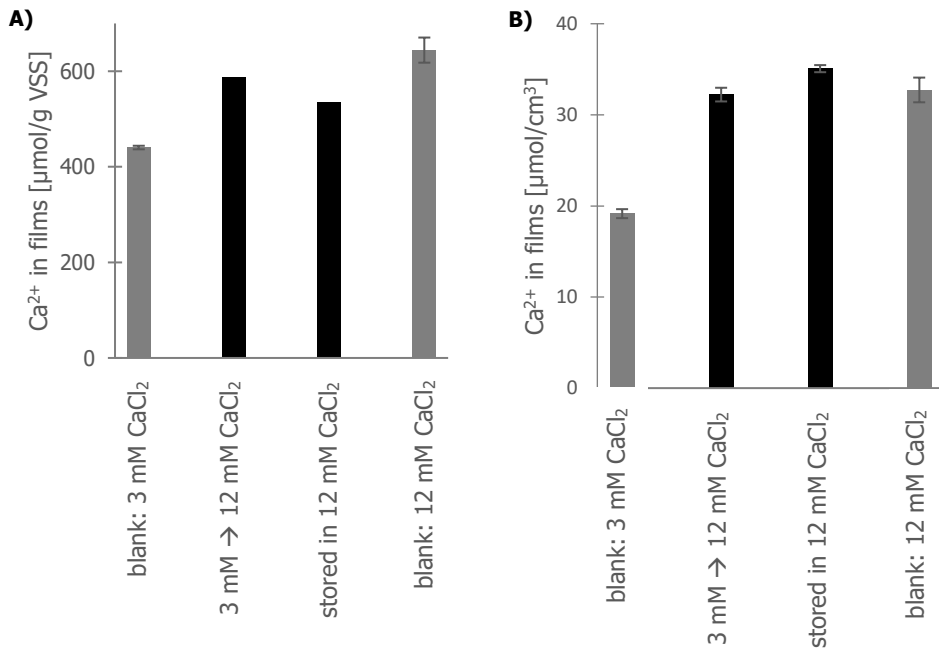 A)
Ca²⁺ in films [µmol/g VSS]
600
400
200
0
blank: 3 mM CaCl₂
3 mM → 12 mM CaCl₂
stored in 12 mM CaCl₂
blank: 12 mM CaCl₂
B)
Ca²⁺ in films [µmol/cm³]
40
30
20
10
0
blank: 3 mM CaCl₂
3 mM → 12 mM CaCl₂
stored in 12 mM CaCl₂
blank: 12 mM CaCl₂